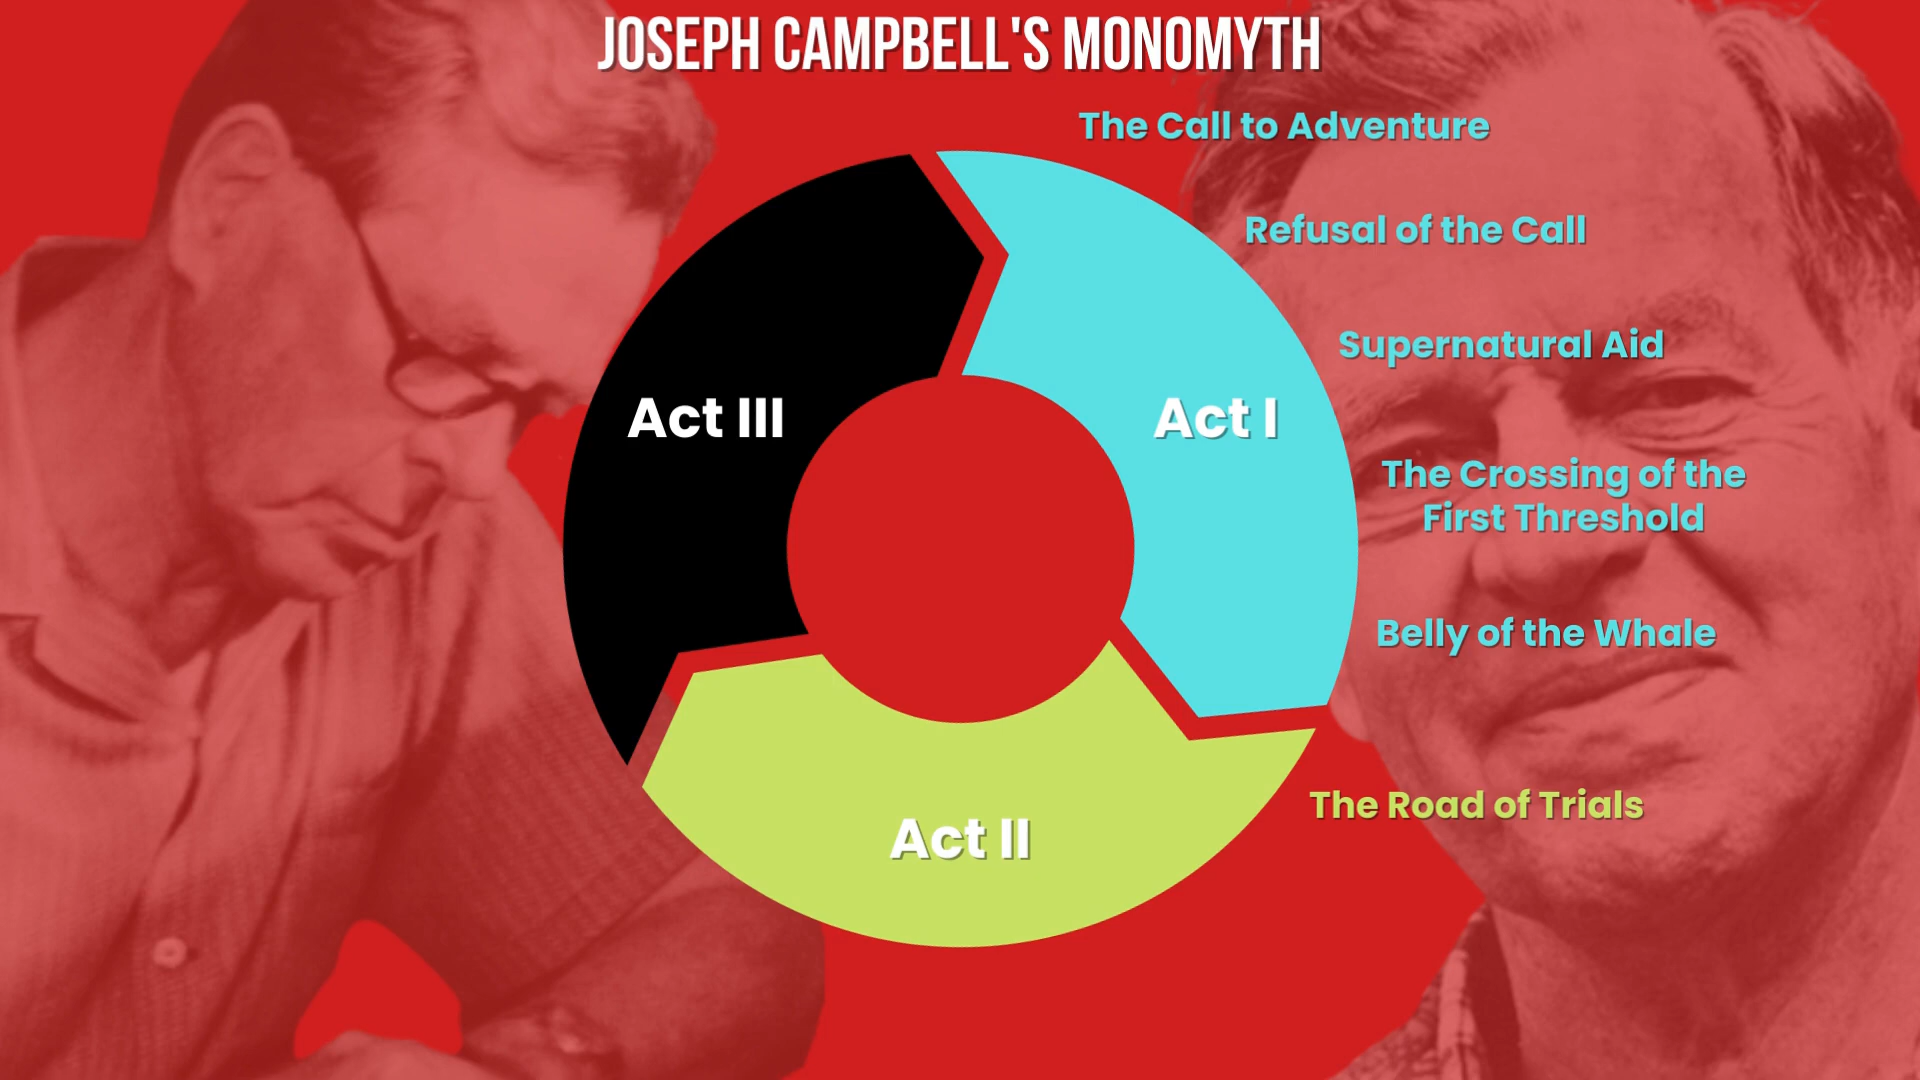 JOSEPH CAMPBELL'S MONOMYTH
The Call to Adventure
Refusal of the Call
Supernatural Aid
Act III
Act I
The Crossing of the
First Threshold
Belly of the Whale
The Road of Trials
Act II